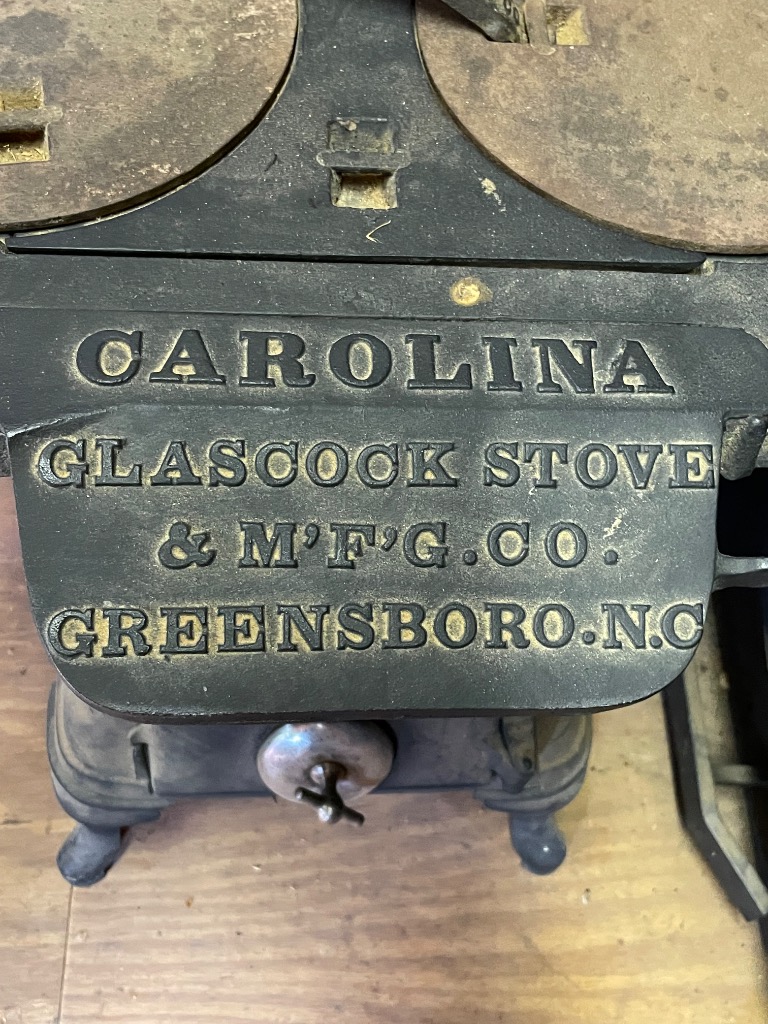 CAROLINA
GLASCOCK STOVE
& M'F'G.CO.
GREENSBORO.N.C